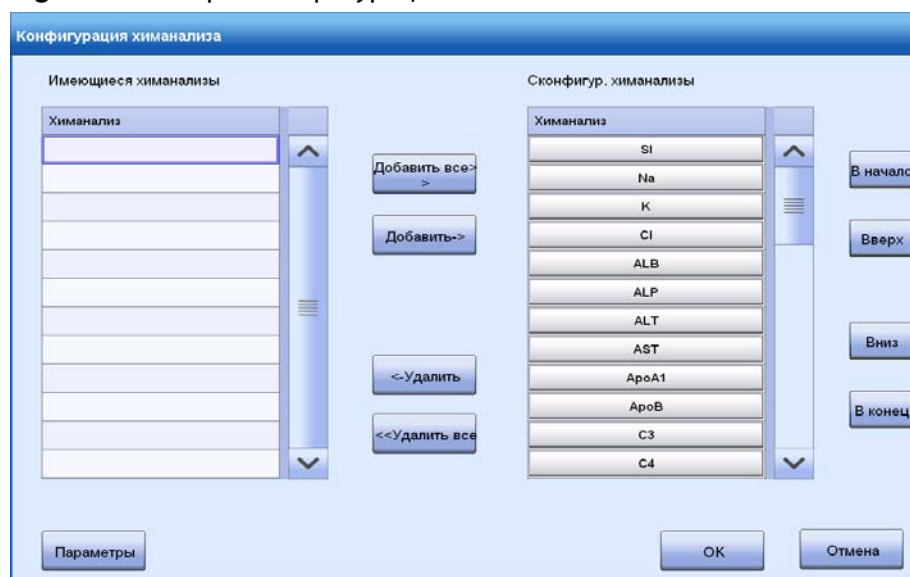 Конфигурация химанализа
Имеющиеся химанализы
Химанализ
Добавить все>
>
Добавить->
<-Удалить
<<Удалить все
Сконфигур. химанализы
Химанализ
SI
Na
K
Cl
ALB
ALP
ALT
AST
ApoA1
ApoB
C3
C4
В начало
Вверх
Вниз
В конец
Параметры
OK
Отмена